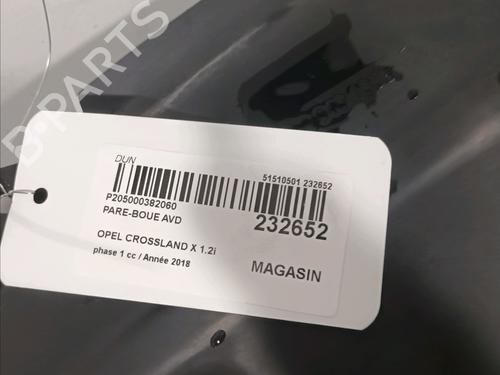 B-PARTS
DUN
51510501 232652
P205000382060
PARE-BOUE AVD
232652
OPEL CROSSLAND X 1.2i
phase 1 cc / Année 2018
MAGASIN